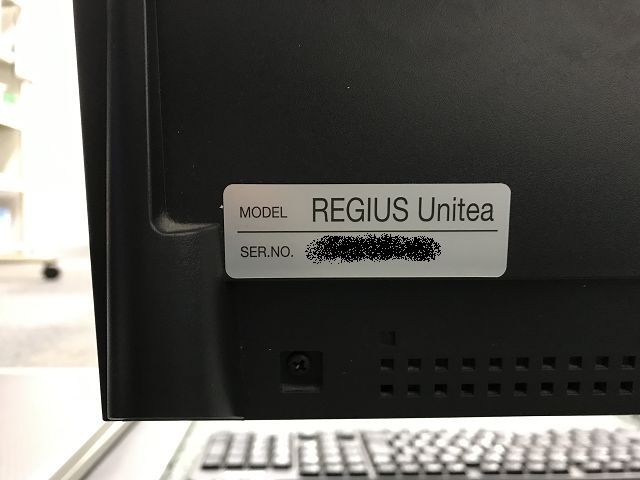 MODEL REGIUS Unitea
SER.NO.